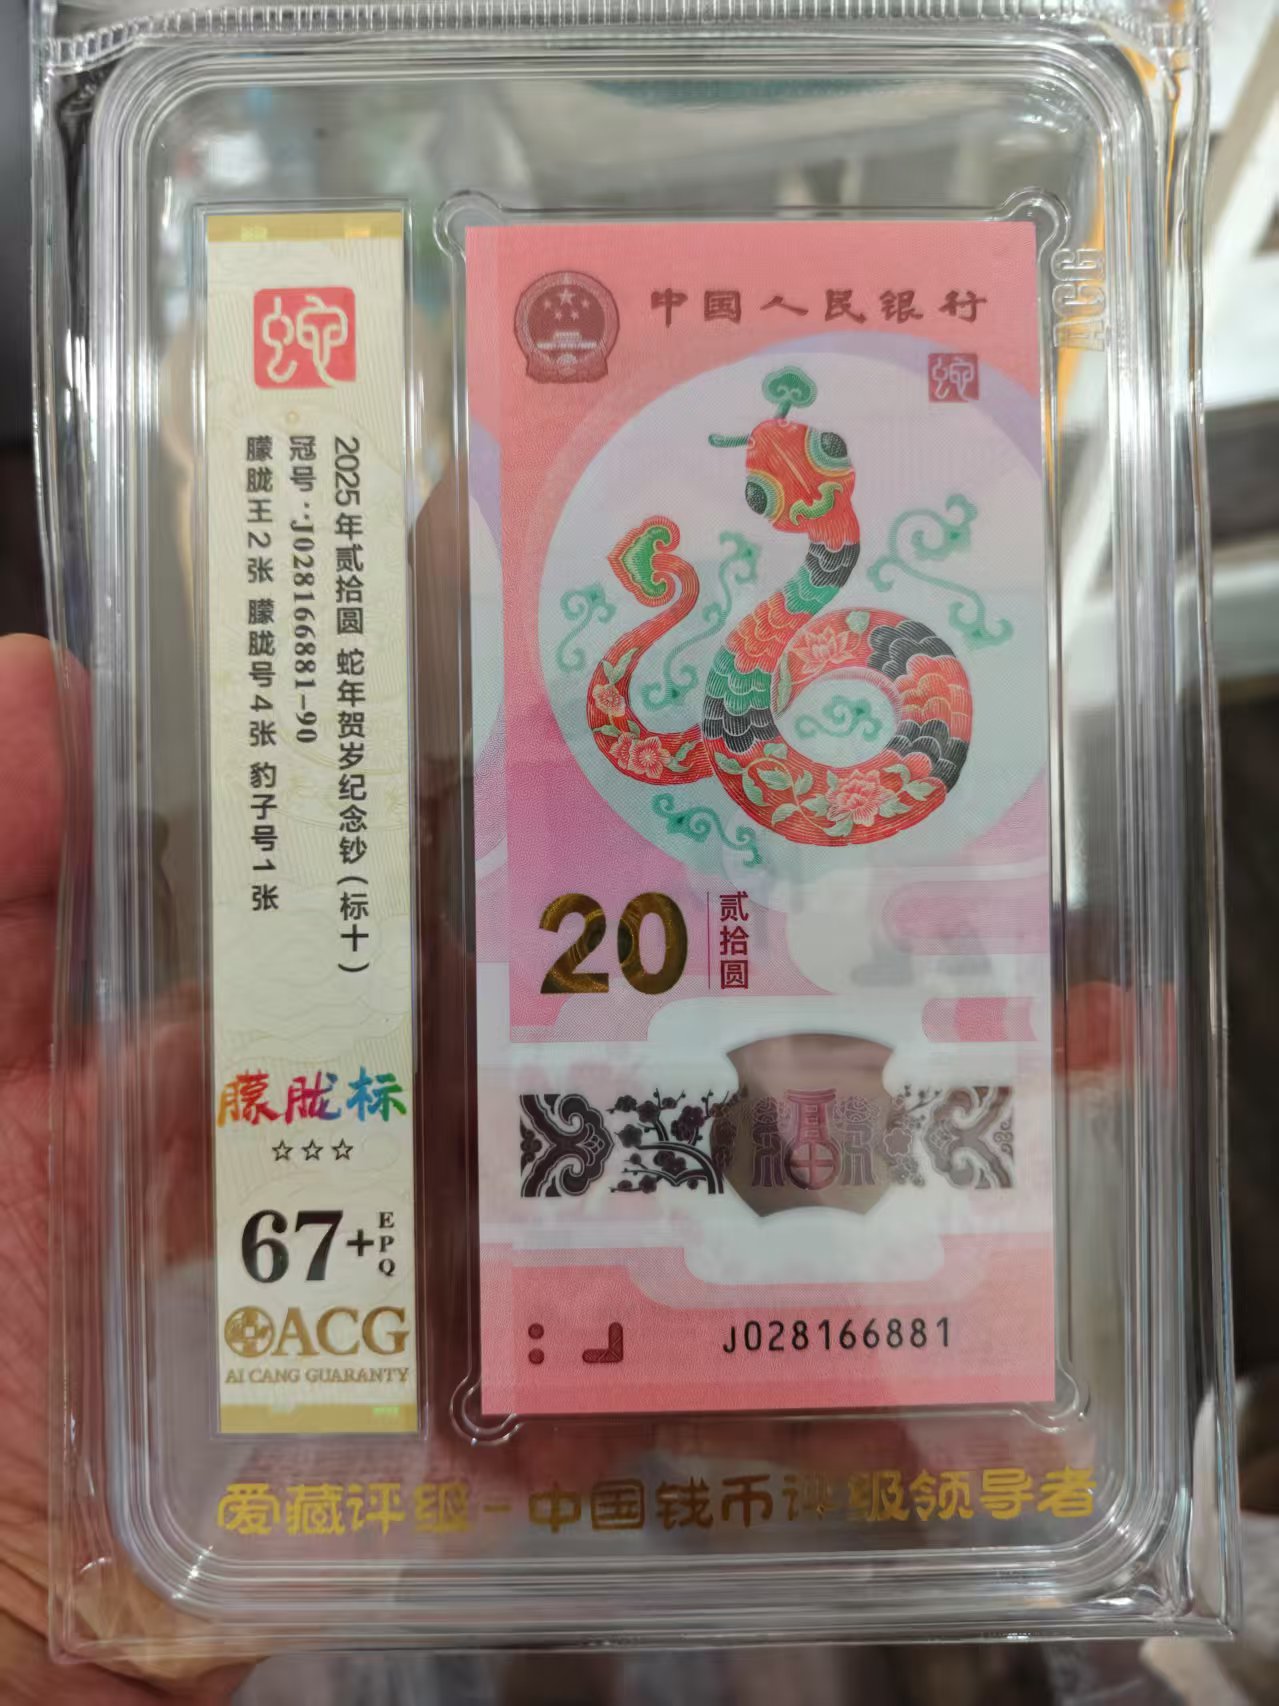 蛇
2025年贰拾圆 蛇年贺岁纪念钞（标十）
冠号：J028166881-90
朦胧王2张 朦胧号4张 豹子号1张
朦胧标
☆☆☆
67+ EPQ
ACG
AI CANG GUARANTY
中国人民银行
蛇
20 贰拾圆
J028166881
ACG
爱藏评级-中国钱币评级领导者